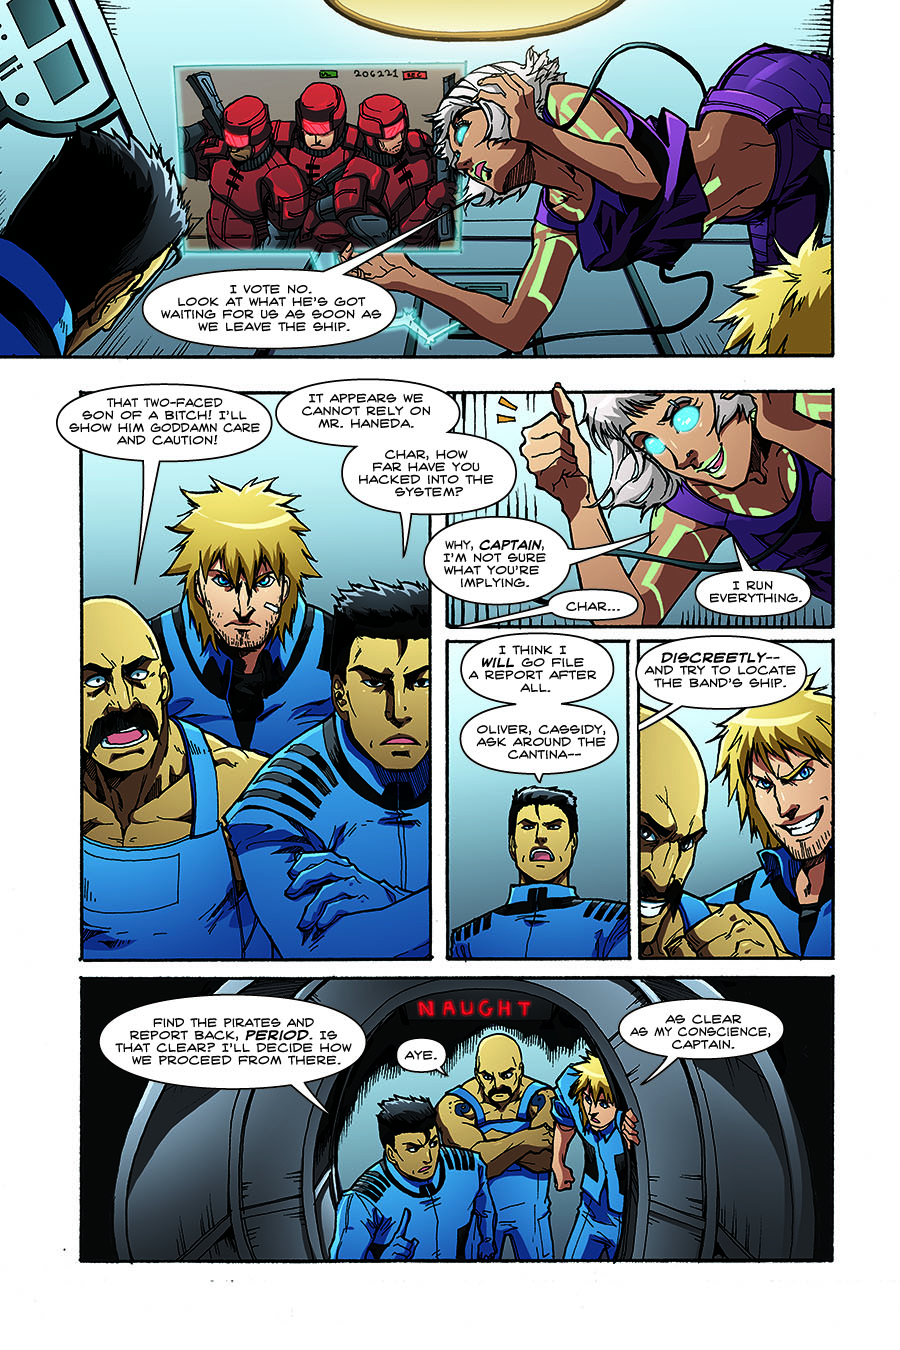 206221
REC
I VOTE NO.
LOOK AT WHAT HE'S GOT
WAITING FOR US AS SOON AS
WE LEAVE THE SHIP.
THAT TWO-FACED
SON OF A BITCH! I'LL
SHOW HIM GODDAMN CARE
AND CAUTION!
IT APPEARS WE
CANNOT RELY ON
MR. HANEDA.
CHAR, HOW
FAR HAVE YOU
HACKED INTO THE
SYSTEM?
WHY, CAPTAIN,
I'M NOT SURE
WHAT YOU'RE
IMPLYING.
CHAR...
I RUN
EVERYTHING.
I THINK I
WILL GO FILE
A REPORT AFTER
ALL.
OLIVER, CASSIDY,
ASK AROUND THE
CANTINA--
DISCREETLY--
AND TRY TO LOCATE
THE BAND'S SHIP.
NAUGHT
FIND THE PIRATES AND
REPORT BACK, PERIOD. IS
THAT CLEAR? I'LL DECIDE HOW
WE PROCEED FROM THERE.
AYE.
AS CLEAR
AS MY CONSCIENCE,
CAPTAIN.